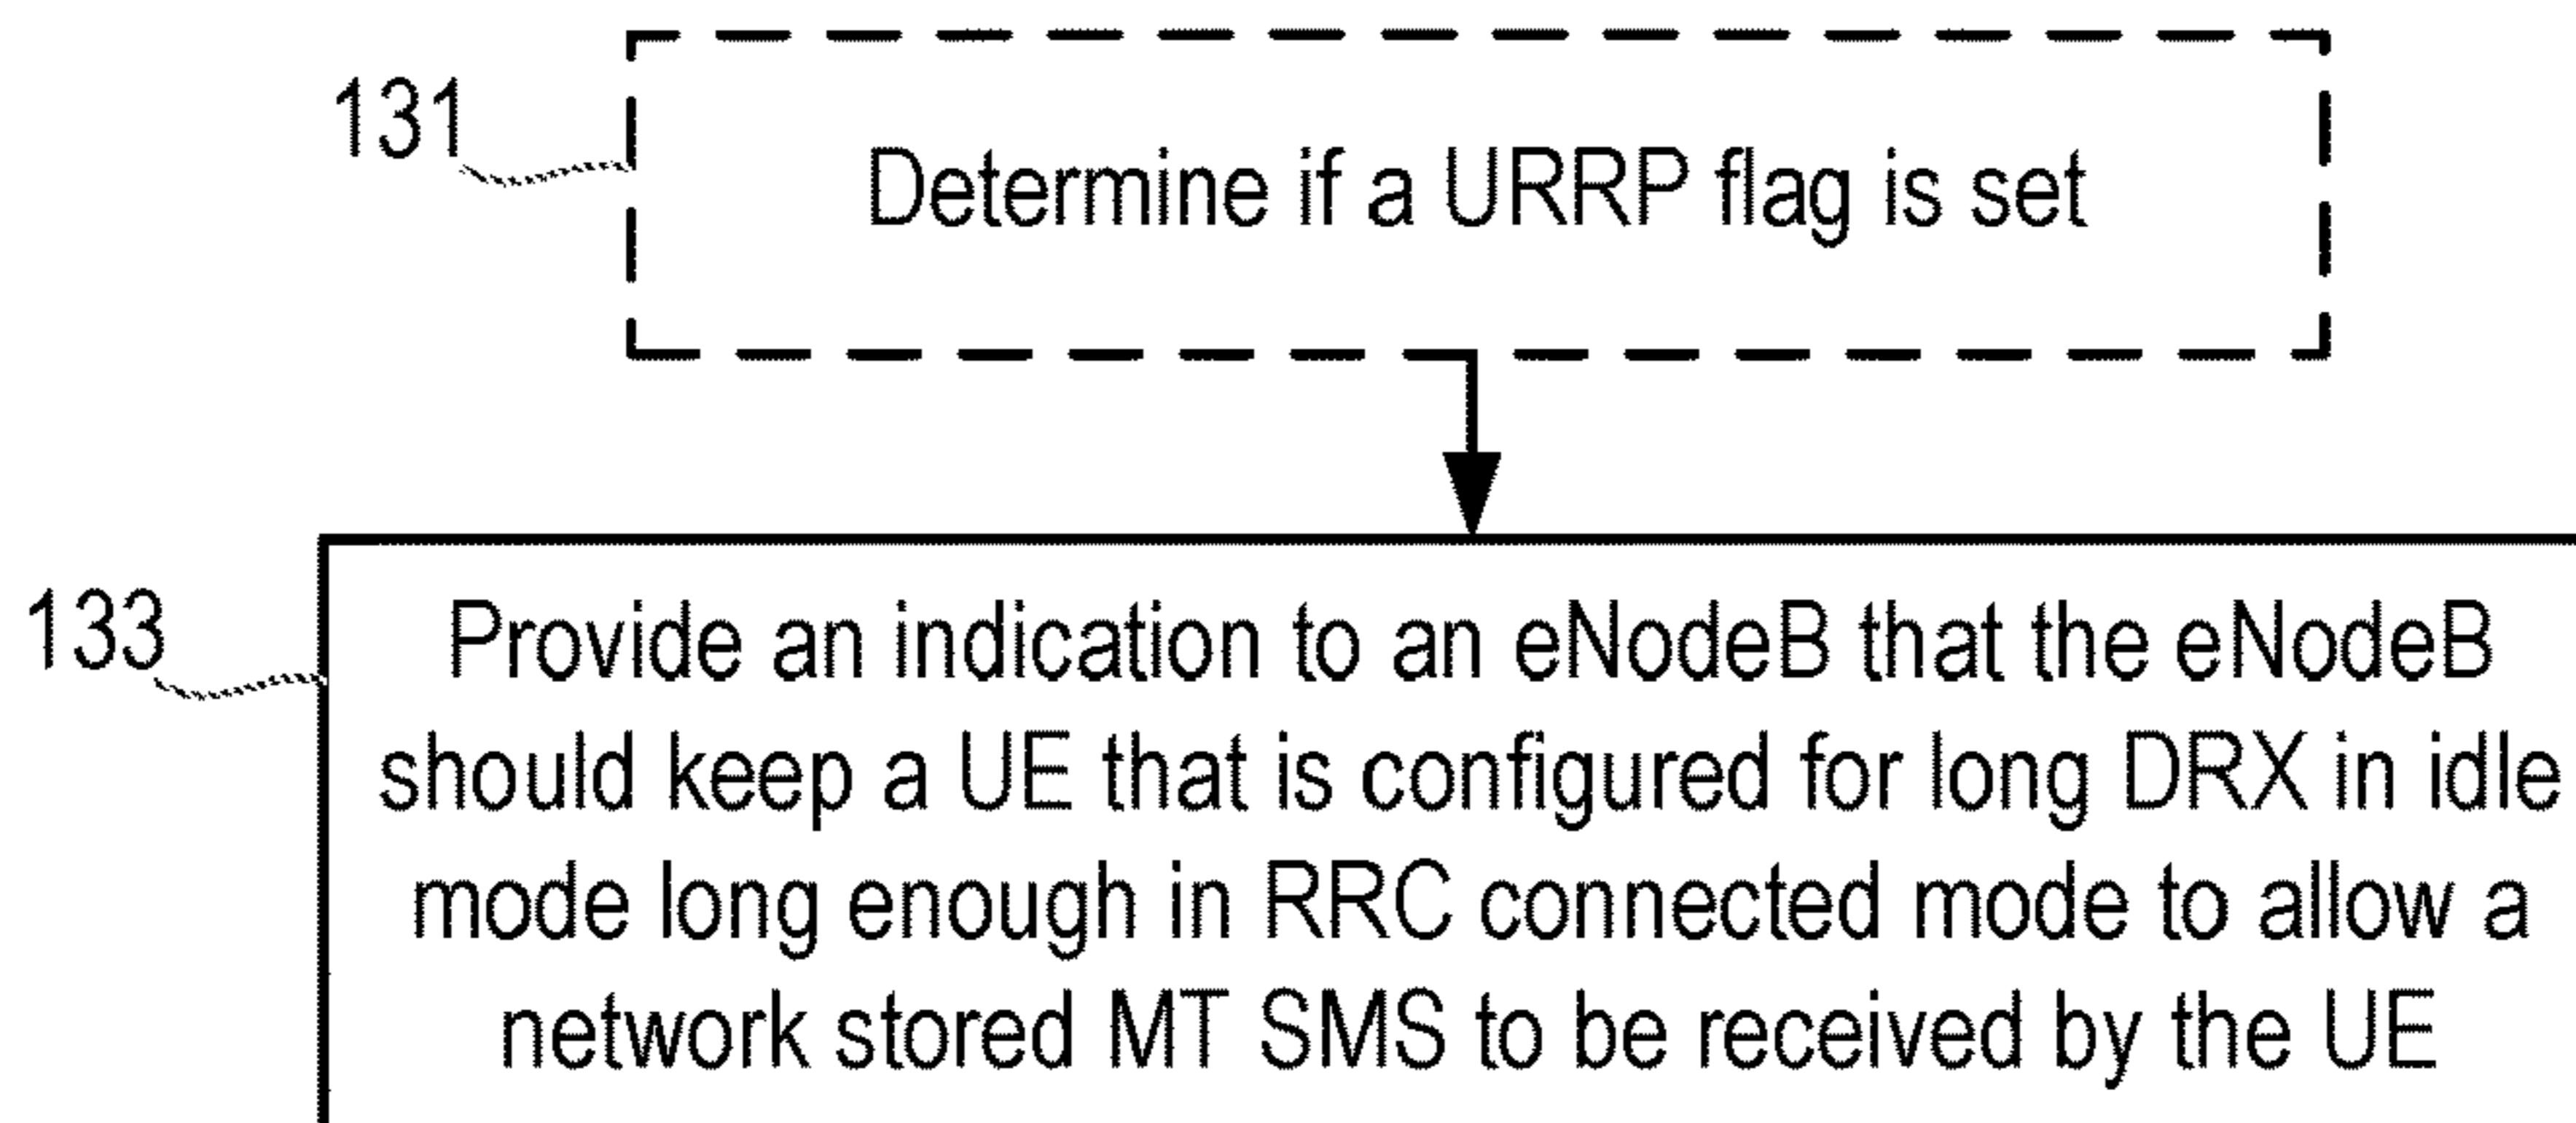 131
Determine if a URRP flag is set
133
Provide an indication to an eNodeB that the eNodeB
should keep a UE that is configured for long DRX in idle
mode long enough in RRC connected mode to allow a
network stored MT SMS to be received by the UE